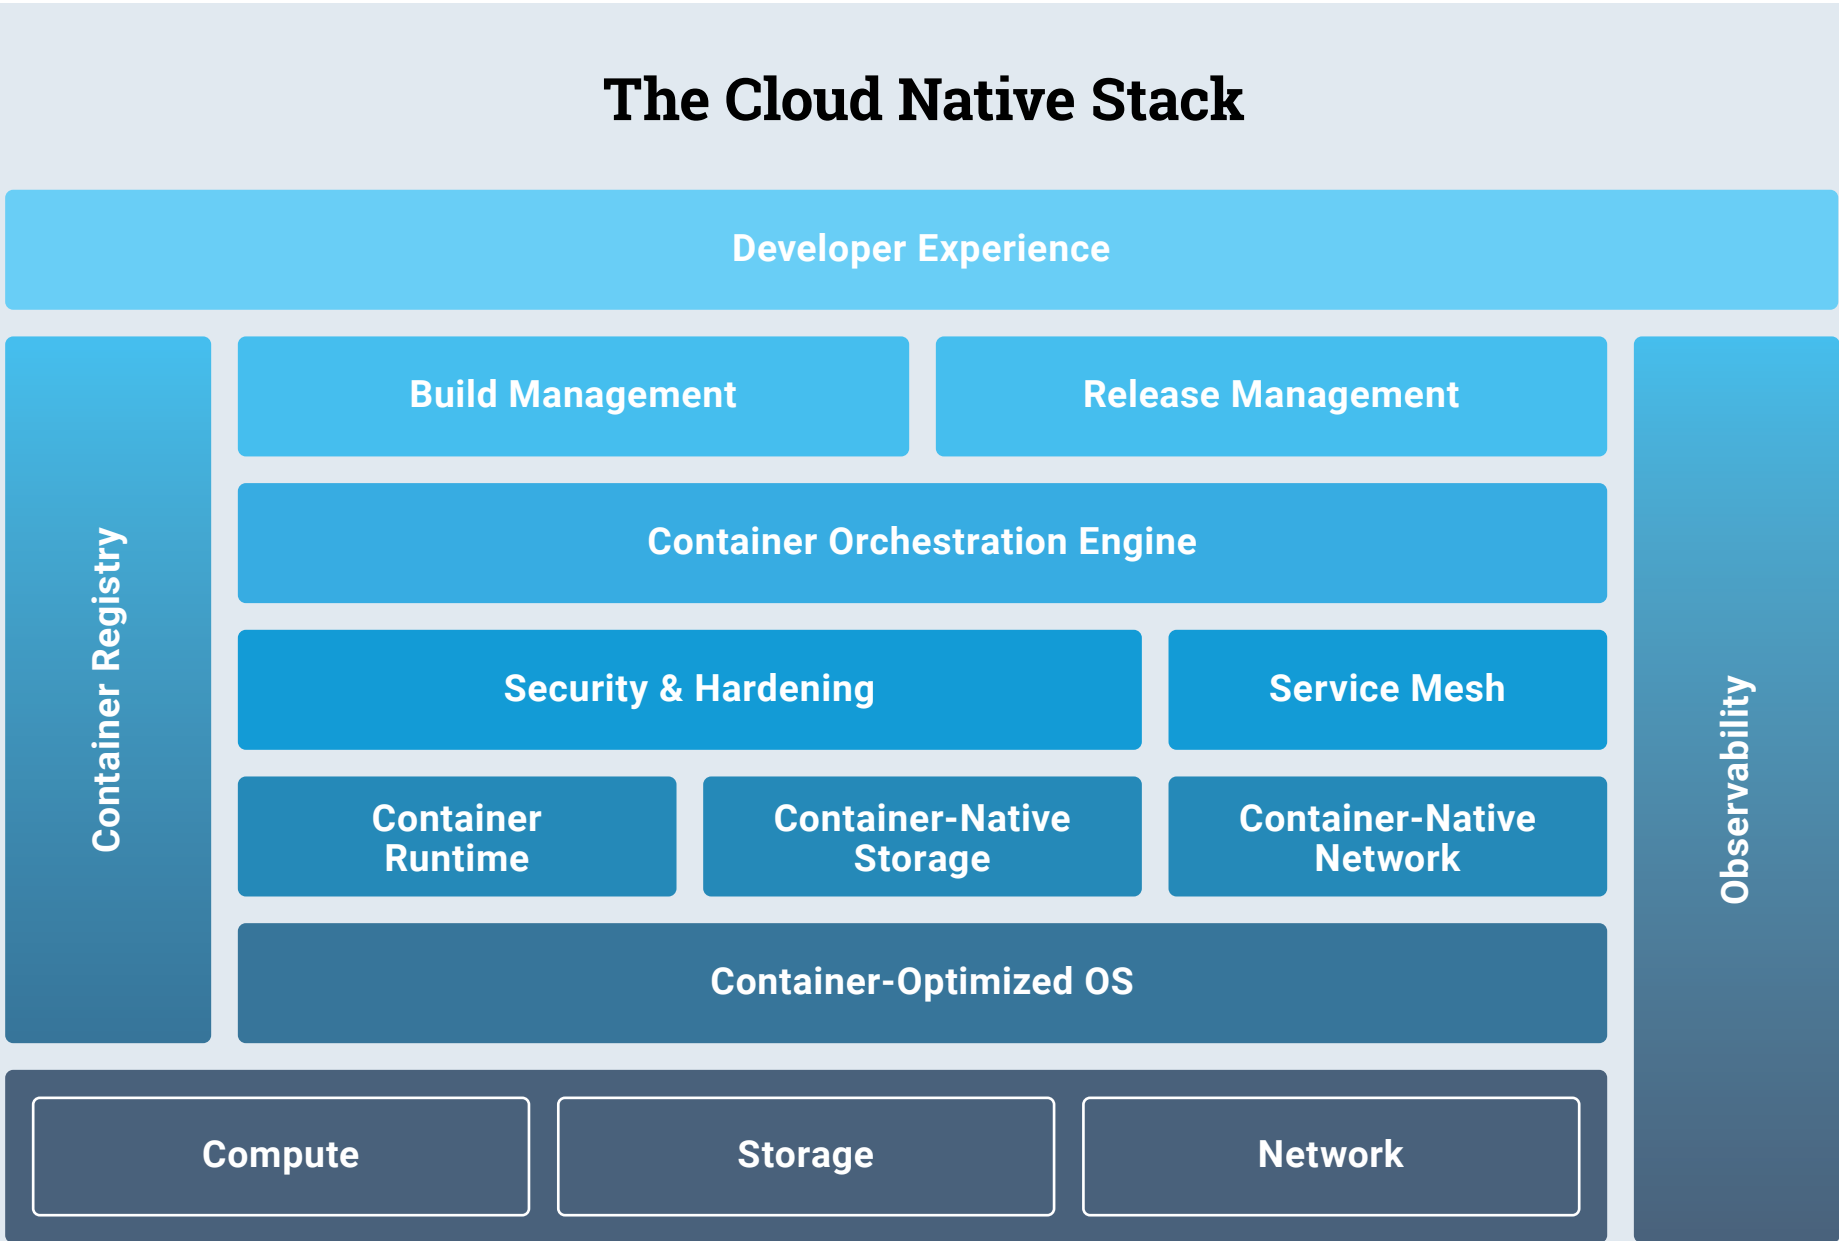 The Cloud Native Stack
Developer Experience
Container Registry
Build Management
Release Management
Container Orchestration Engine
Security & Hardening
Service Mesh
Container
Runtime
Container-Native
Storage
Container-Native
Network
Container-Optimized OS
Observability
Compute
Storage
Network